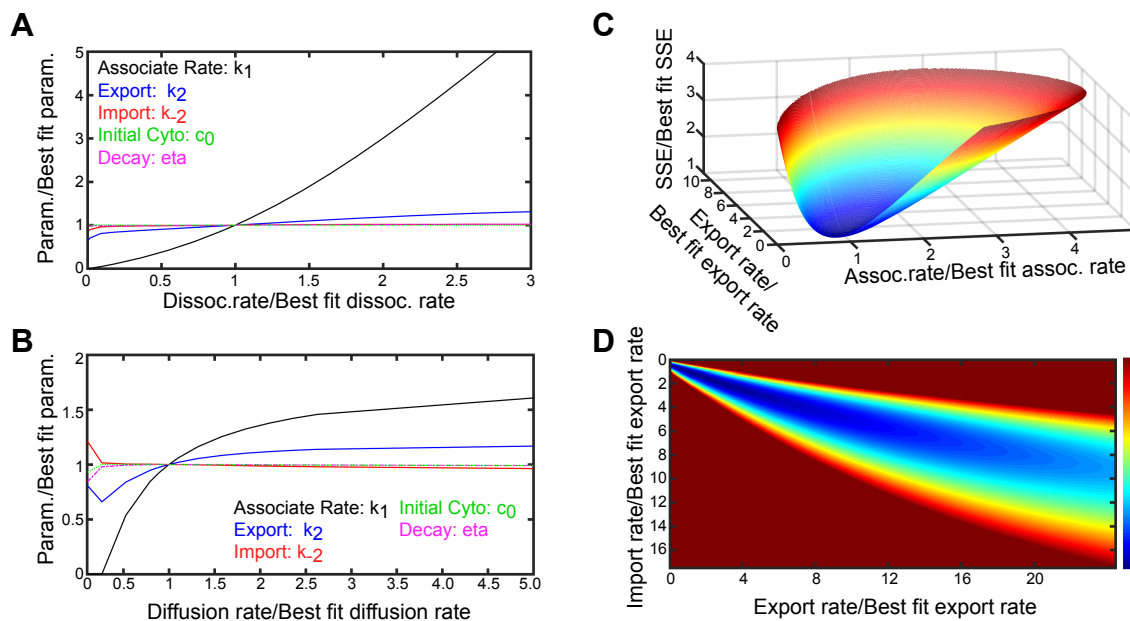 A
Param./Best fit param.
5
4
3
2
1
0
Associate Rate: k1
Export: k2
Import: k-2
Initial Cyto: c0
Decay: eta
0 0.5 1 1.5 2 2.5 3
Dissoc.rate/Best fit dissoc. rate
B
Param./Best fit param.
2
1.5
1
0.5
0
Associate Rate: k1 Initial Cyto: c0
Export: k2 Decay: eta
Import: k-2
0 0.5 1 1.5 2 2.5 3 3.5 4 4.5 5.0
Diffusion rate/Best fit diffusion rate
C
SSE/Best fit SSE
4
3
2
1
10
8
6
4
2
0
Export rate/
Best fit export rate
0 1 2 3 4
Assoc.rate/Best fit assoc. rate
D
Import rate/Best fit export rate
0
2
4
6
8
10
12
14
16
0 4 8 12 16 20
Export rate/Best fit export rate